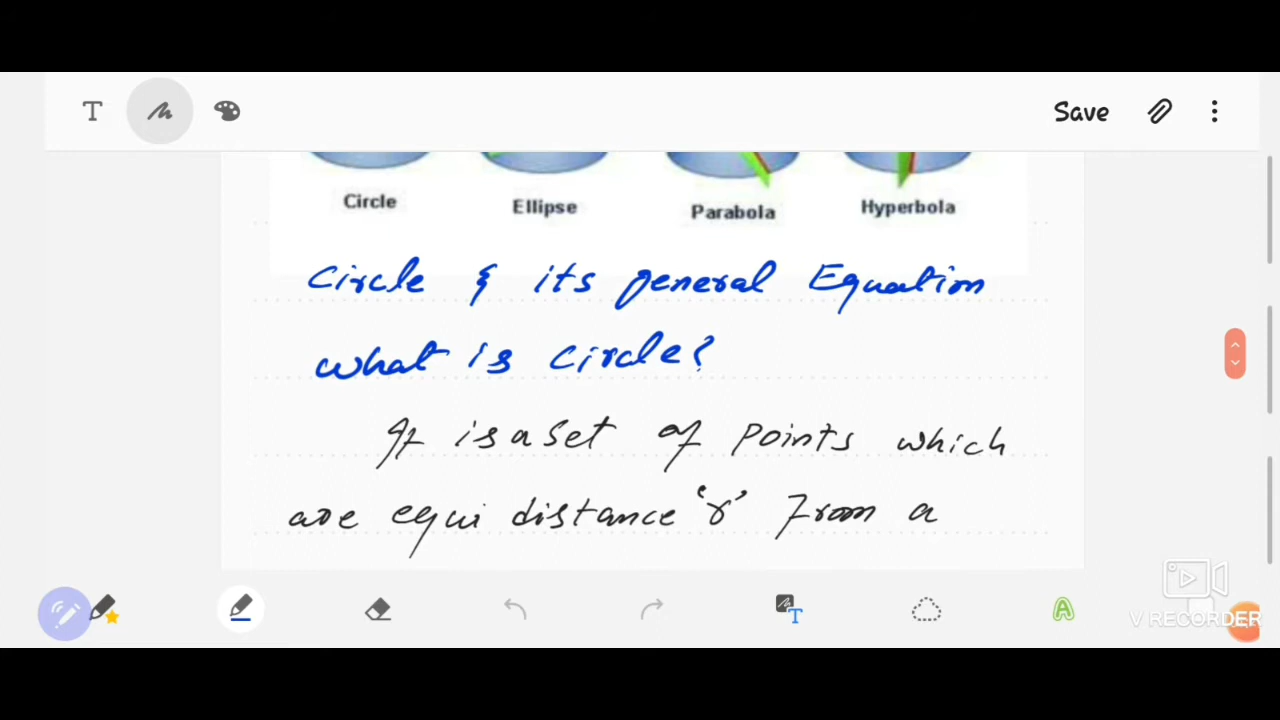 T Save
Circle Ellipse Parabola Hyperbola
Circle & its general Equation
what is circle?
It is a set of points which
are equi distance 'r' from a
T A
V RECORDER